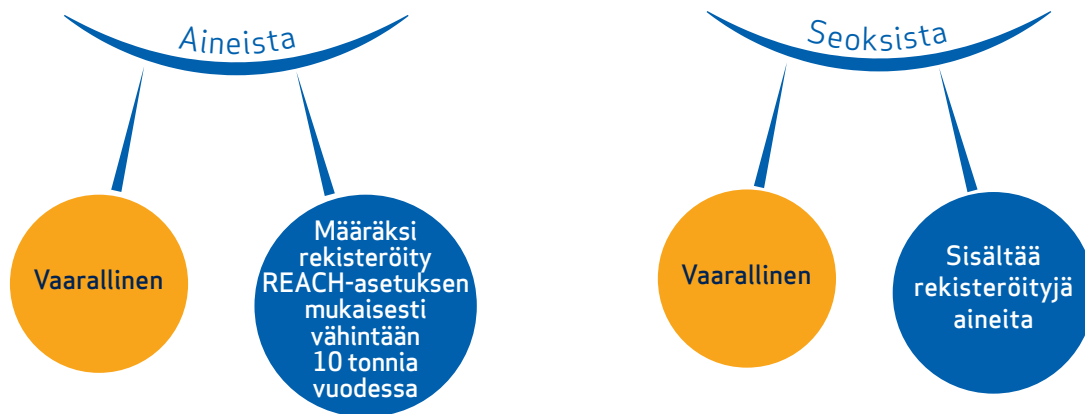 Aineista
Vaarallinen
Määräksi
rekisteröity
REACH-asetuksen
mukaisesti
vähintään
10 tonnia
vuodessa
Seoksista
Vaarallinen
Sisältää
rekisteröityjä
aineita